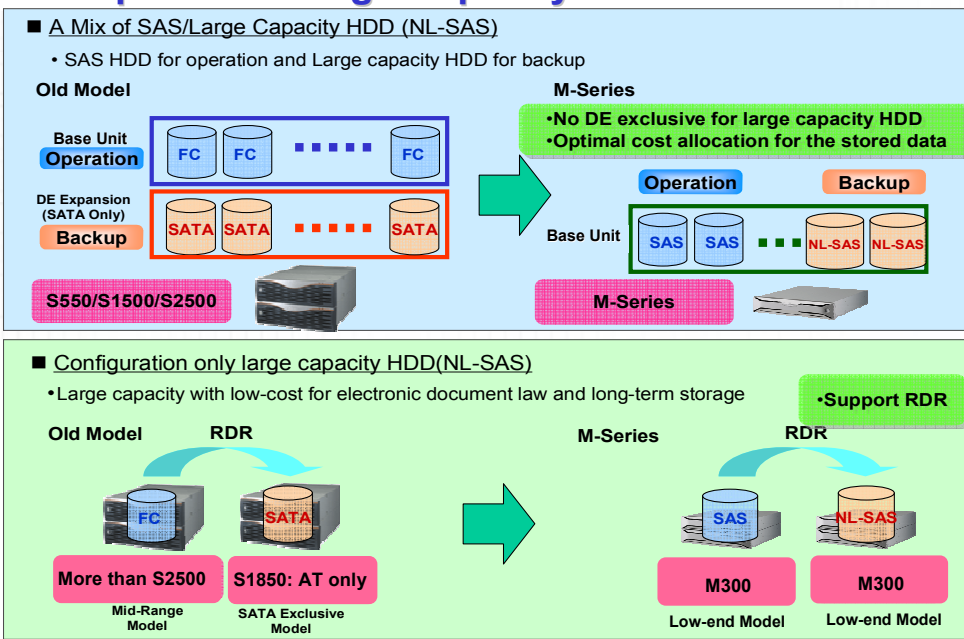 ■ A Mix of SAS/Large Capacity HDD (NL-SAS)
• SAS HDD for operation and Large capacity HDD for backup
Old Model
Base Unit
Operation
FC
FC
FC
DE Expansion
(SATA Only)
Backup
SATA
SATA
SATA
S550/S1500/S2500
M-Series
•No DE exclusive for large capacity HDD
•Optimal cost allocation for the stored data
Operation
Backup
Base Unit
SAS
SAS
NL-SAS
NL-SAS
M-Series
■ Configuration only large capacity HDD(NL-SAS)
•Large capacity with low-cost for electronic document law and long-term storage
•Support RDR
Old Model
RDR
FC
SATA
More than S2500
S1850: AT only
Mid-Range
Model
SATA Exclusive
Model
M-Series
RDR
SAS
NL-SAS
M300
M300
Low-end Model
Low-end Model